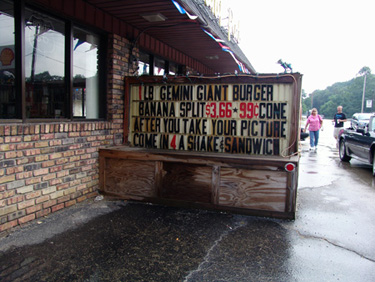 1LB GEMINI GIANT BURGER
BANANA SPLIT $3.66 .99¢ CONE
AFTER YOU TAKE YOUR PICTURE
COME IN 4 A SHAKE SANDWICH